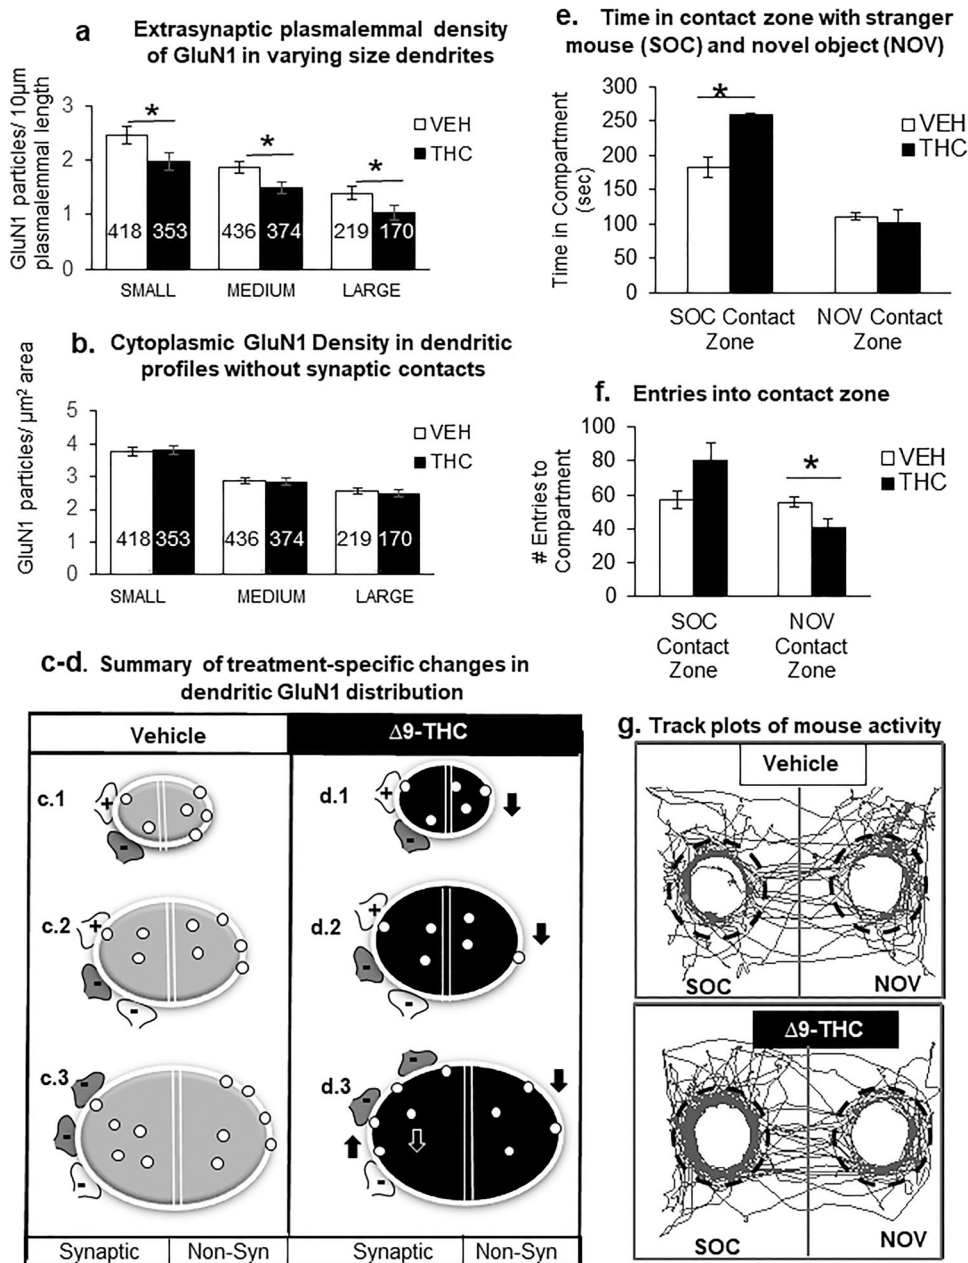 a Extrasynaptic plasmalemmal density
of GluN1 in varying size dendrites
GluN1 particles/ 10μm
plasmalemmal length
3
2
1
0
*
*
*
VEH
THC
418 353 436 374 219 170
SMALL MEDIUM LARGE
b. Cytoplasmic GluN1 Density in dendritic
profiles without synaptic contacts
GluN1 particles/ μm² area
5
4
3
2
1
0
VEH
THC
418 353 436 374 219 170
SMALL MEDIUM LARGE
c-d. Summary of treatment-specific changes in
dendritic GluN1 distribution
Vehicle Δ9-THC
c.1 + - d.1 + -
c.2 + - - d.2 + - -
c.3 - - - d.3 - - -
Synaptic Non-Syn Synaptic Non-Syn
e. Time in contact zone with stranger
mouse (SOC) and novel object (NOV)
Time in Compartment
(sec)
300
250
200
150
100
50
0
*
VEH
THC
SOC Contact
Zone
NOV Contact
Zone
f. Entries into contact zone
# Entries to
Compartment
100
80
60
40
20
0
*
VEH
THC
SOC
Contact
Zone
NOV
Contact
Zone
g. Track plots of mouse activity
Vehicle
SOC NOV
Δ9-THC
SOC NOV